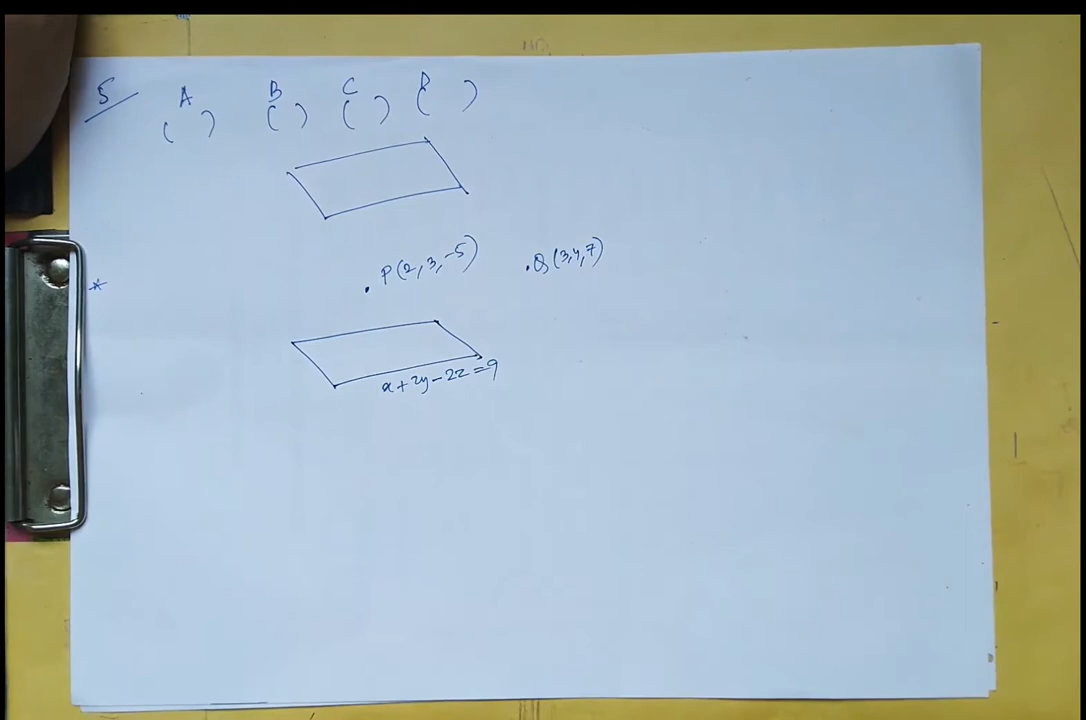 5
A B C D
( ) ( ) ( ) ( )
. P(2, 3, -5) . Q(3,4,7)
*
x+2y-2z=9